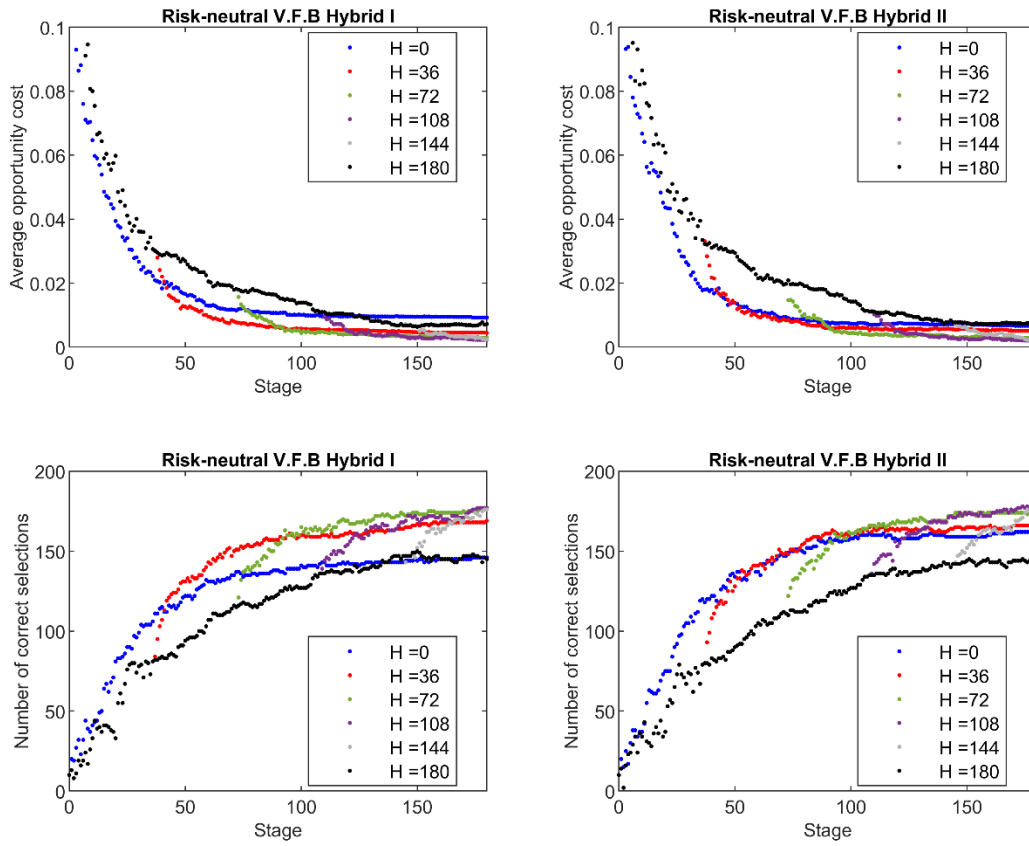 Risk-neutral V.F.B Hybrid I
0.1
0.08
0.06
0.04
0.02
0
Average opportunity cost
0
50
100
150
Stage
H =0
H =36
H =72
H =108
H =144
H =180
Risk-neutral V.F.B Hybrid II
0.1
0.08
0.06
0.04
0.02
0
Average opportunity cost
0
50
100
150
Stage
H =0
H =36
H =72
H =108
H =144
H =180
Risk-neutral V.F.B Hybrid I
200
150
100
50
0
Number of correct selections
0
50
100
150
Stage
H =0
H =36
H =72
H =108
H =144
H =180
Risk-neutral V.F.B Hybrid II
200
150
100
50
0
Number of correct selections
0
50
100
150
Stage
H =0
H =36
H =72
H =108
H =144
H =180